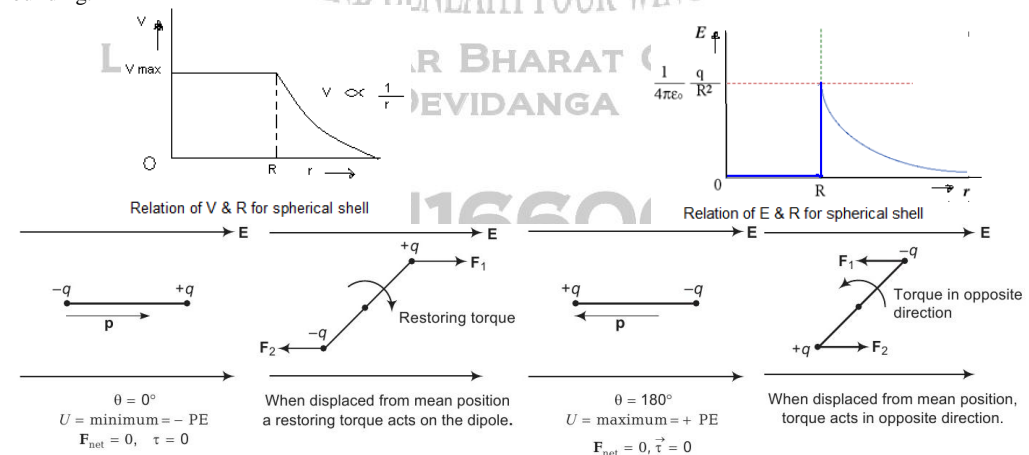 V
V max
V ∝ 1/r
O
R
r
Relation of V & R for spherical shell
E
1/4πε₀ q/R²
0
R
r
Relation of E & R for spherical shell
BHARAT
DEVIDANGA
E
−q
+q
p
θ = 0°
U = minimum = − PE
F_net = 0, τ = 0
E
+q
F₁
Restoring torque
−q
F₂
When displaced from mean position
a restoring torque acts on the dipole.
E
+q
−q
p
θ = 180°
U = maximum = + PE
F_net = 0, τ⃗ = 0
E
−q
F₁
Torque in opposite
direction
+q
F₂
When displaced from mean position,
torque acts in opposite direction.